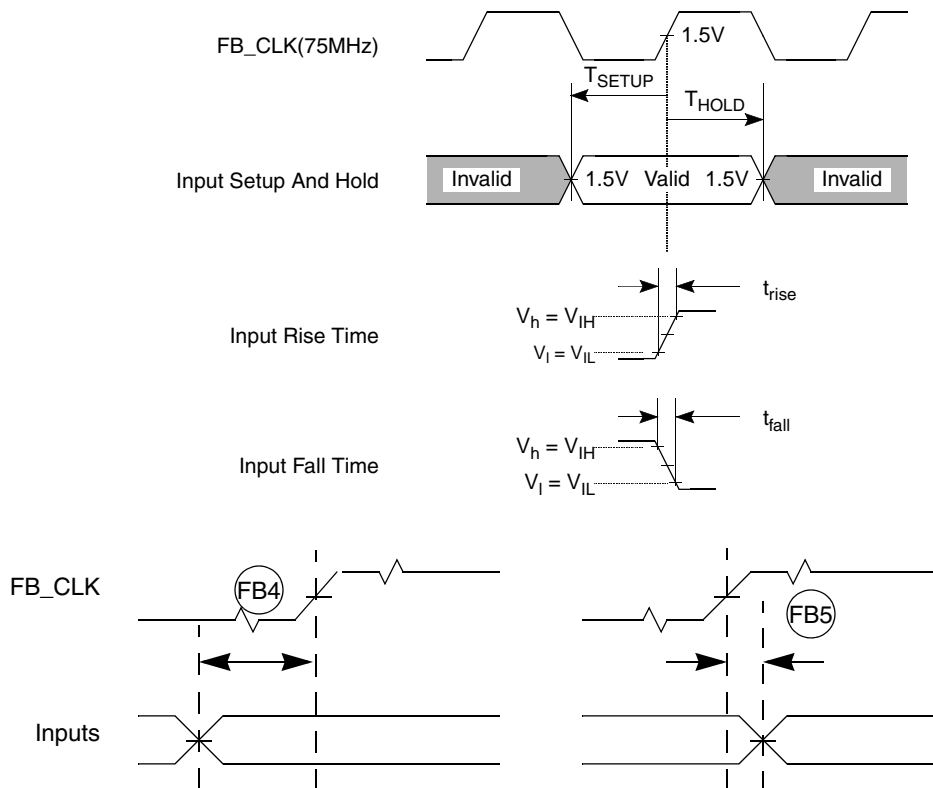 FB_CLK(75MHz)
1.5V
TSETUP
THOLD
Input Setup And Hold
Invalid 1.5V Valid 1.5V Invalid
trise
Vh = VIH
Input Rise Time
Vl = VIL
tfall
Vh = VIH
Input Fall Time
Vl = VIL
FB_CLK
FB4
FB5
Inputs